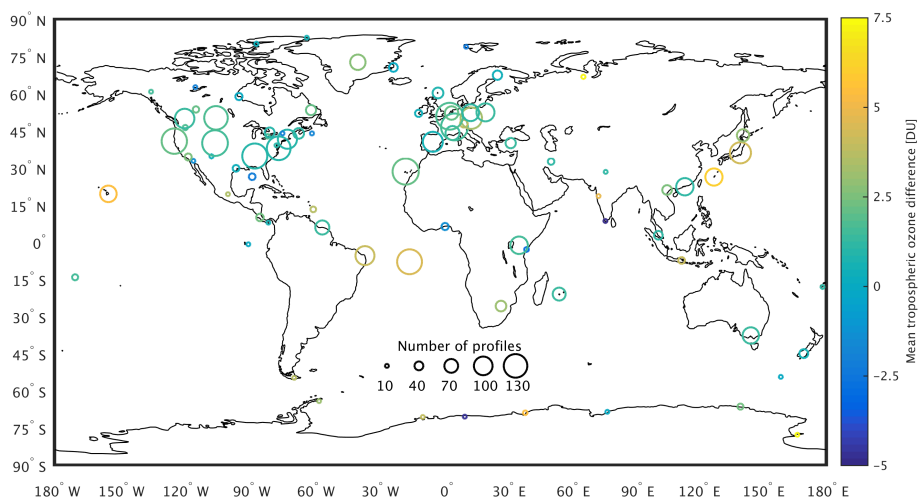 90° N
75° N
60° N
45° N
30° N
15° N
0°
15° S
30° S
45° S
60° S
75° S
90° S
180° W
150° W
120° W
90° W
60° W
30° W
0°
30° E
60° E
90° E
120° E
150° E
180° E
Number of profiles
10 40 70 100 130
7.5
5
2.5
0
−2.5
−5
Mean tropospheric ozone difference [DU]